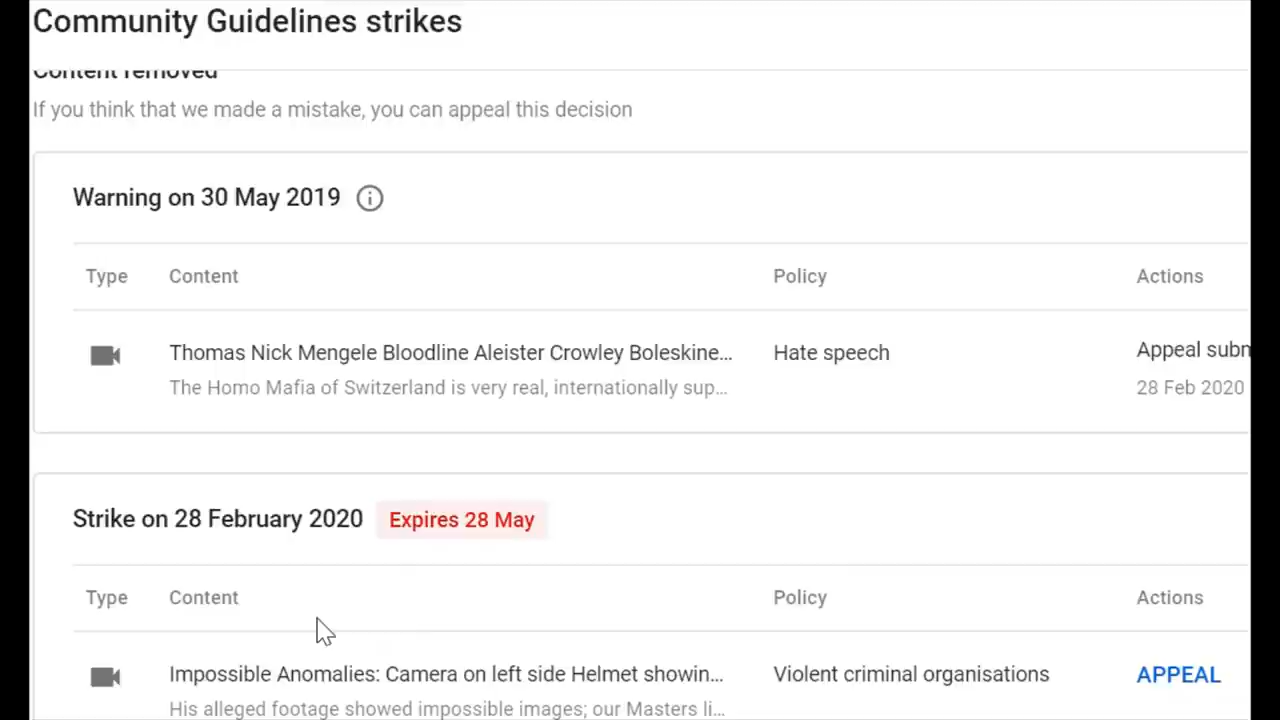 Community Guidelines strikes
Content removed
If you think that we made a mistake, you can appeal this decision
Warning on 30 May 2019
Type Content Policy Actions
Thomas Nick Mengele Bloodline Aleister Crowley Boleskine... Hate speech Appeal subm
The Homo Mafia of Switzerland is very real, internationally sup... 28 Feb 2020
Strike on 28 February 2020 Expires 28 May
Type Content Policy Actions
Impossible Anomalies: Camera on left side Helmet showin... Violent criminal organisations APPEAL
His alleged footage showed impossible images; our Masters li...